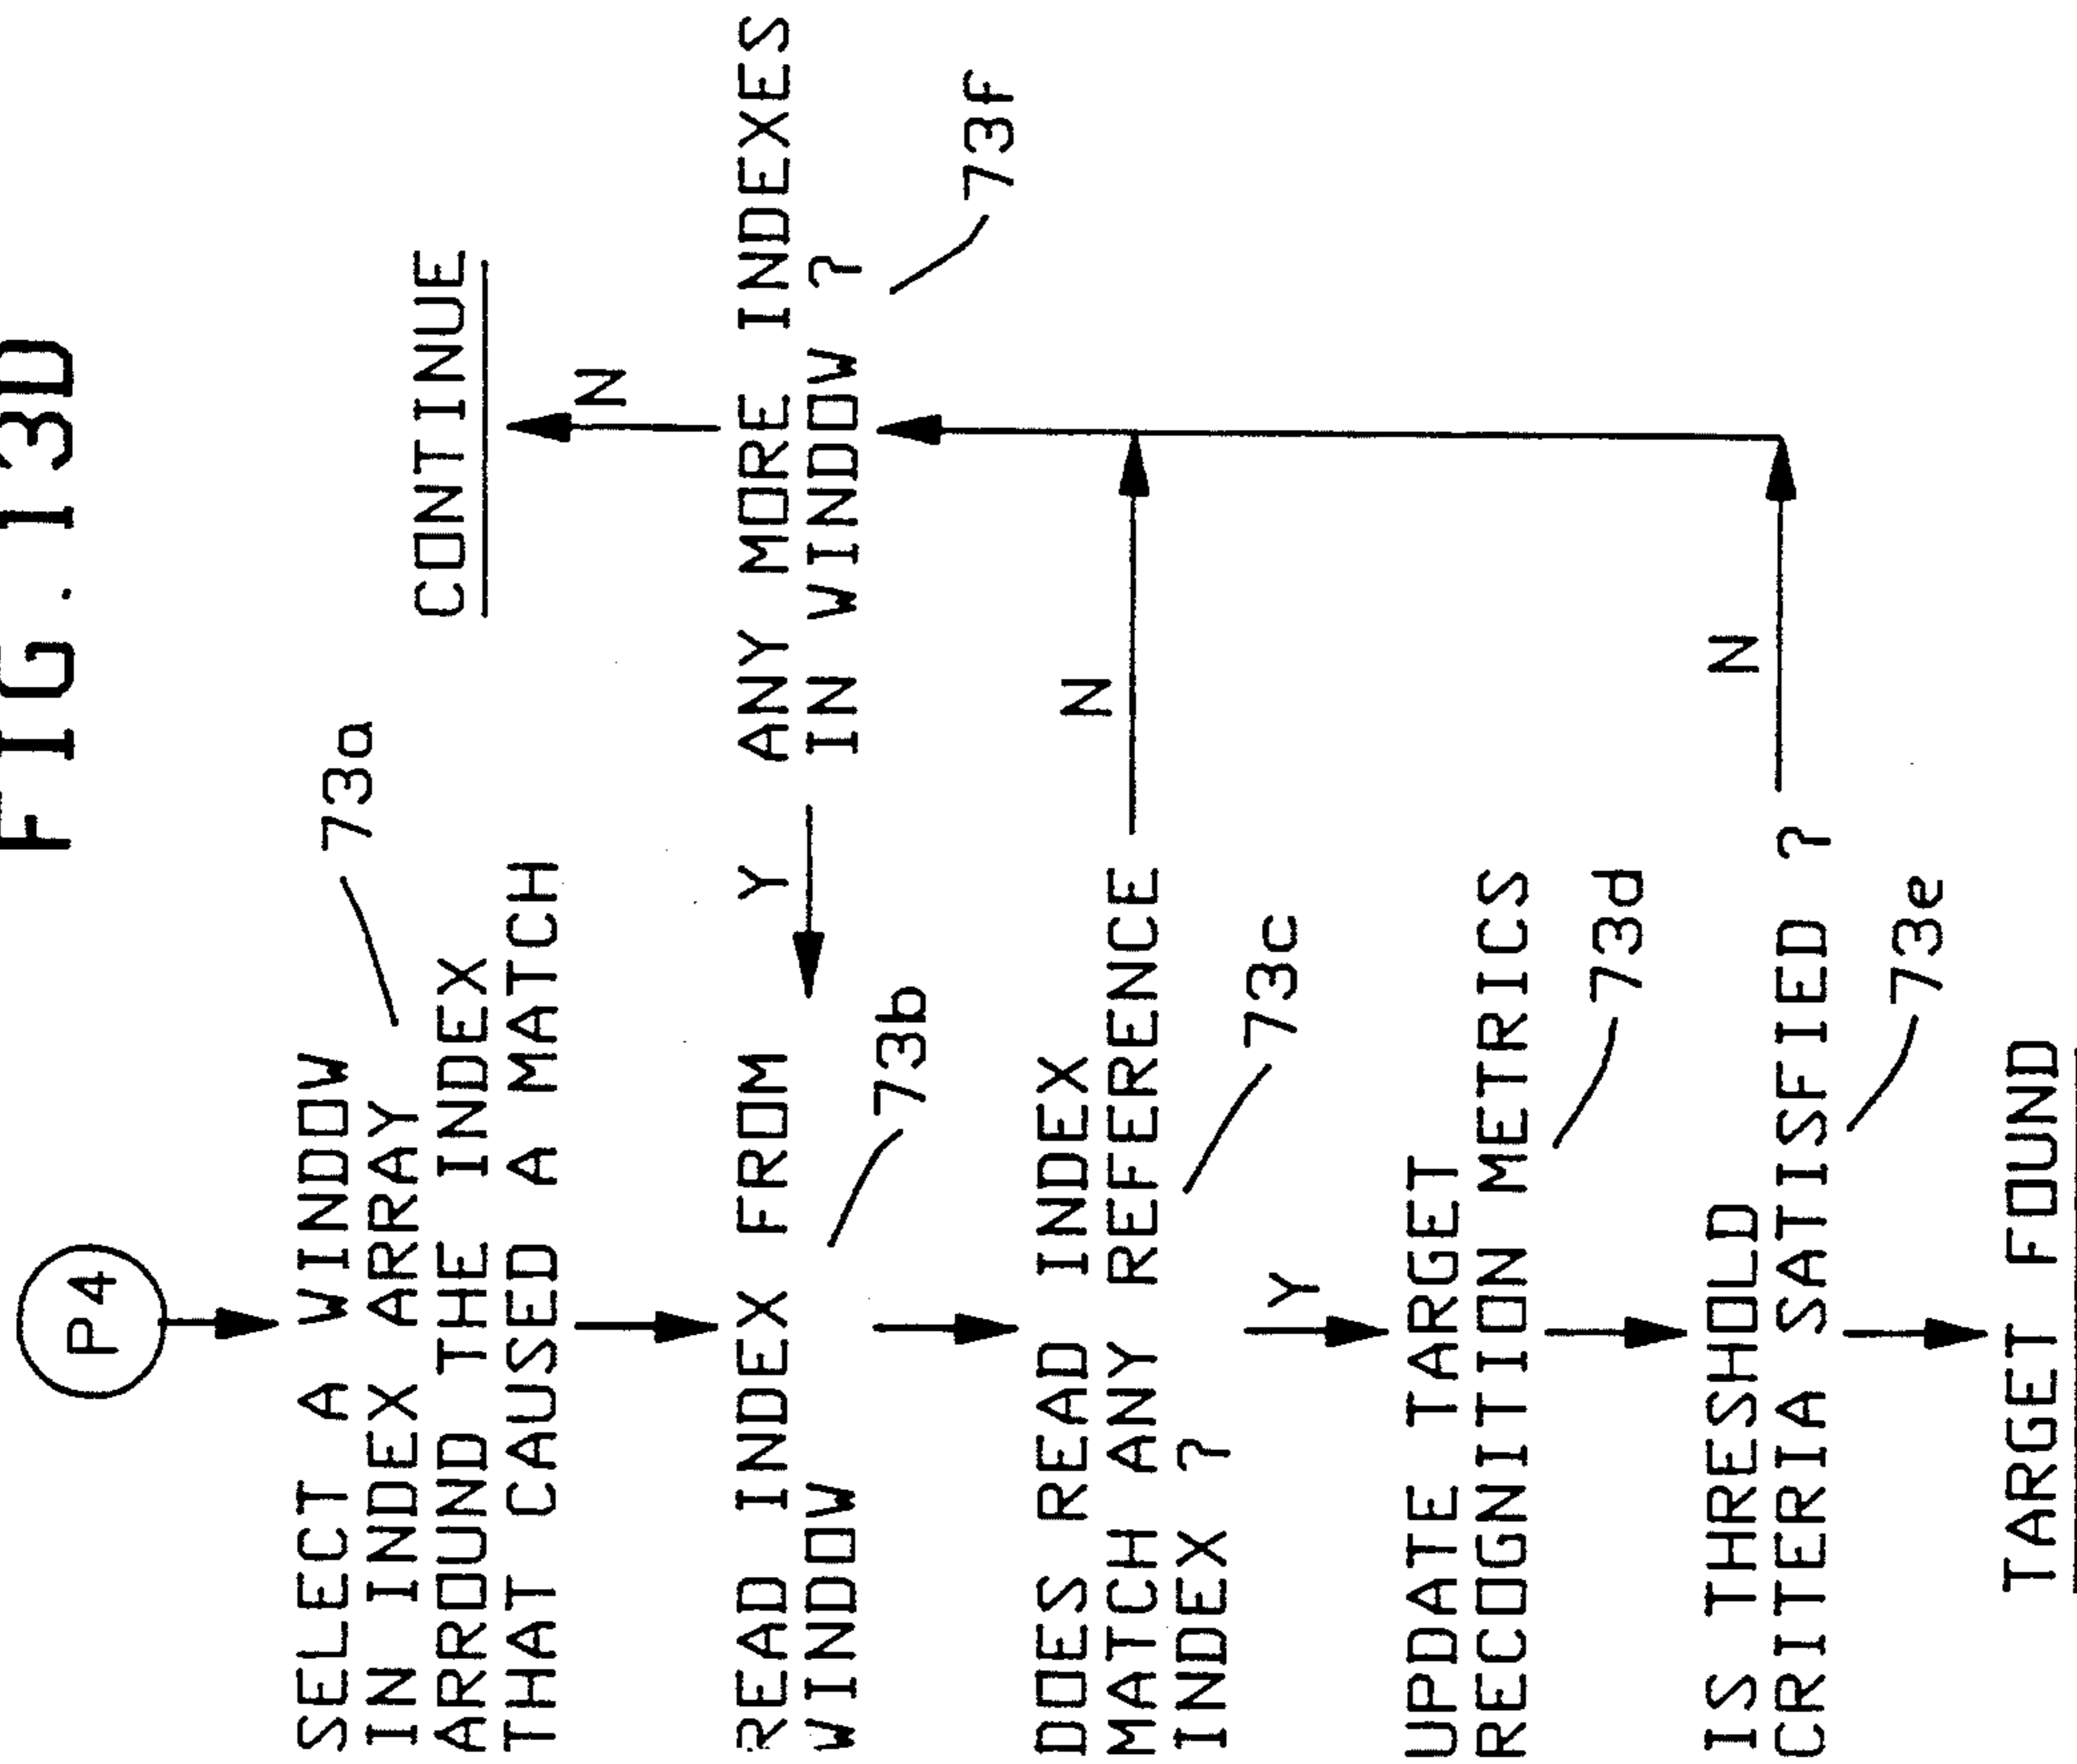 FIG.13D
P4
SELECT A WINDOW
IN INDEX ARRAY
ARROUND THE INDEX
THAT CAUSED A MATCH
73a
READ INDEX FROM
WINDOW
73b
Y
ANY MORE INDEXES
IN WINDOW ?
73f
N
CONTINUE
DOES READ INDEX
MATCH ANY REFERENCE
INDEX ?
73c
N
Y
UPDATE TARGET
RECOGNITION METRICS
73d
IS THRESHOLD
CRITERIA SATISFIED ?
73e
N
TARGET FOUND